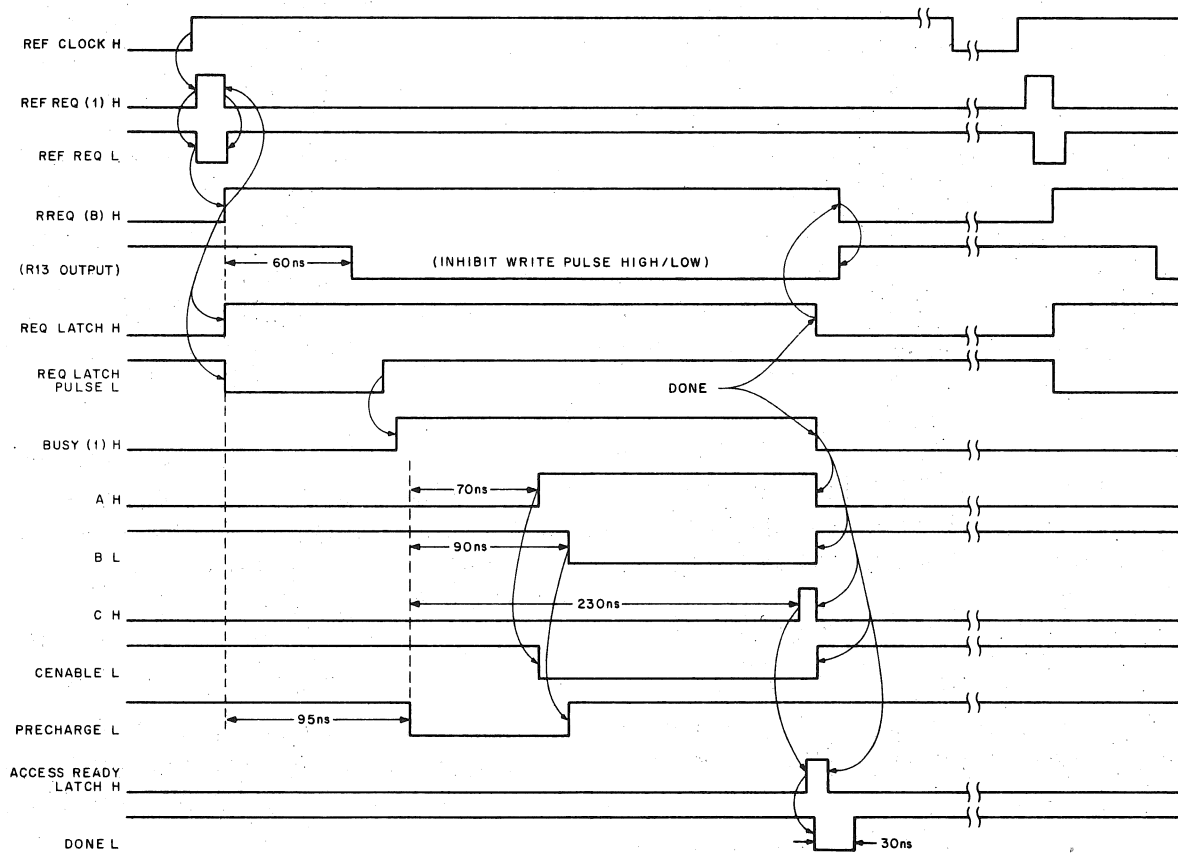 REF CLOCK H
REF REQ (1) H
REF REQ L
RREQ (B) H
(R13 OUTPUT)
60ns
(INHIBIT WRITE PULSE HIGH/LOW)
REQ LATCH H
REQ LATCH
PULSE L
DONE
BUSY (1) H
A H
70ns
B L
90ns
C H
230ns
CENABLE L
PRECHARGE L
95ns
ACCESS READY
LATCH H
DONE L
30ns